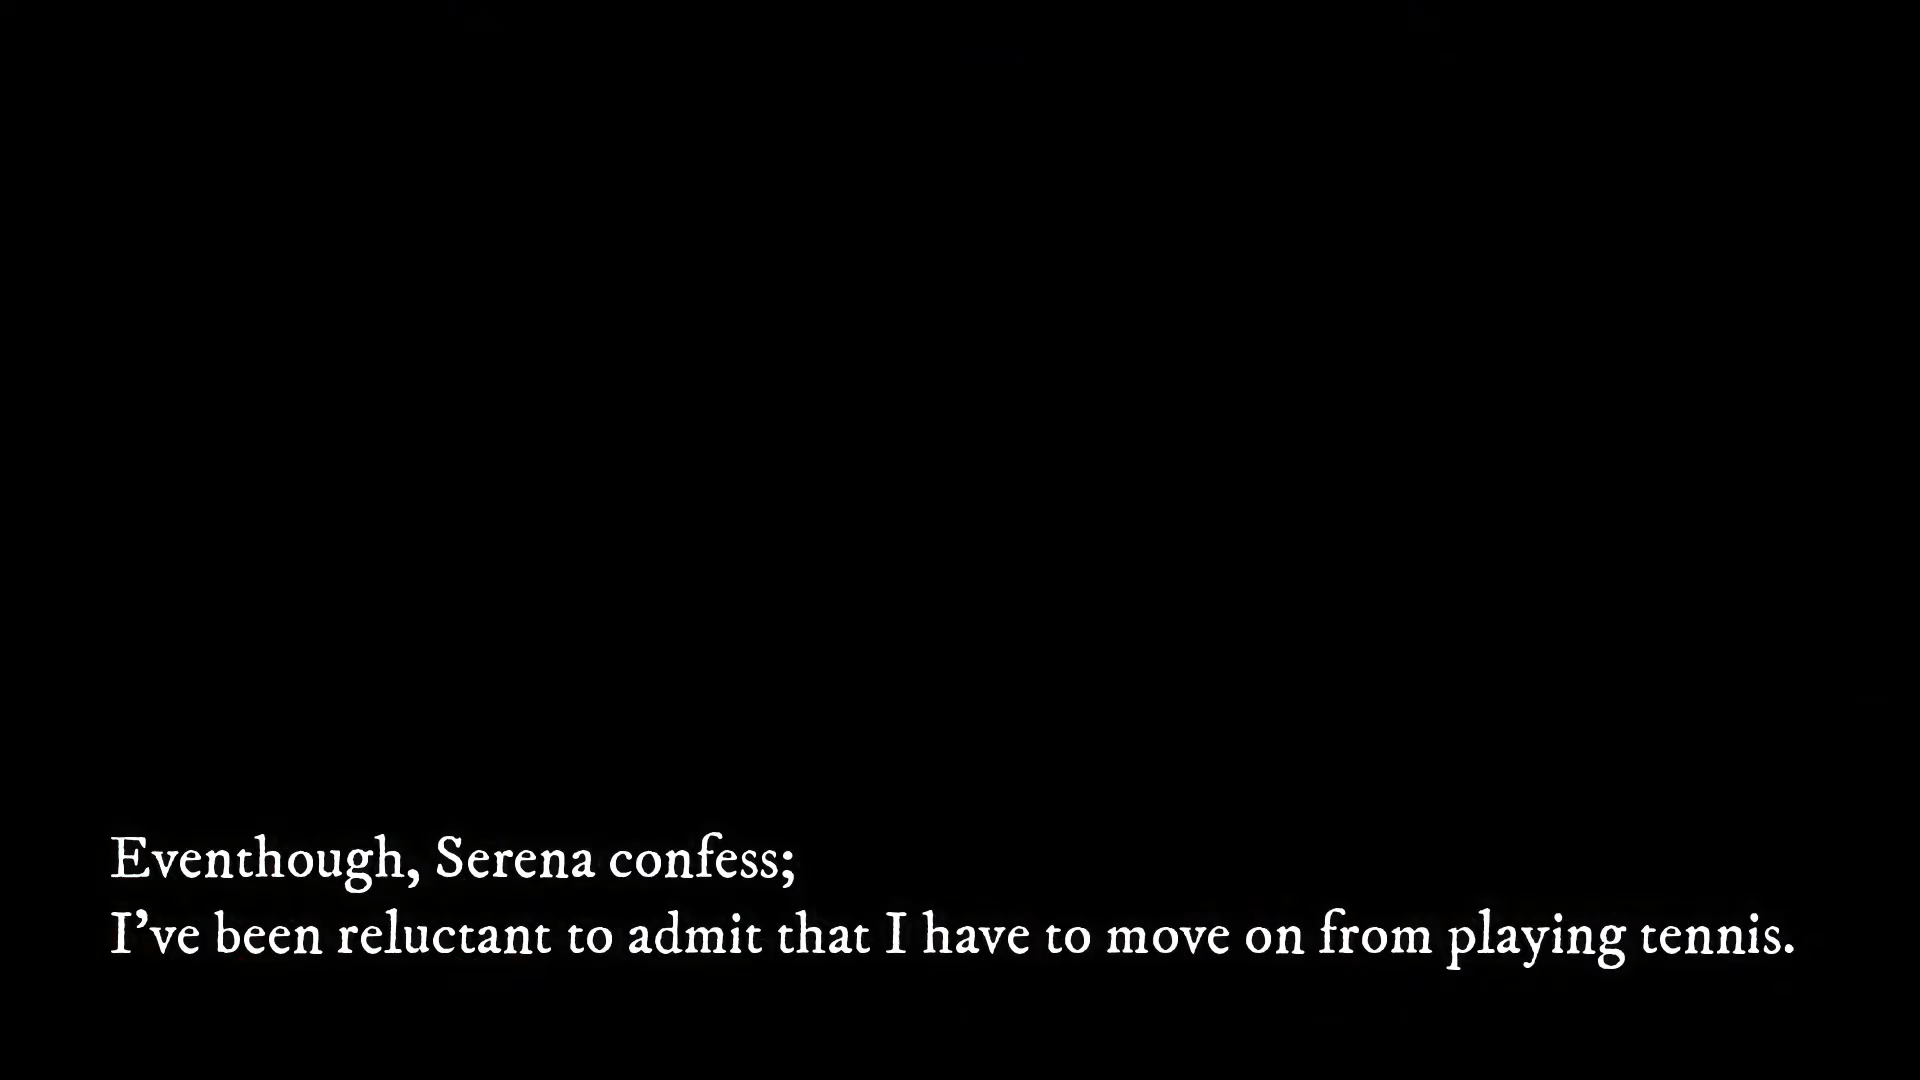 Eventhough, Serena confess;
I've been reluctant to admit that I have to move on from playing tennis.